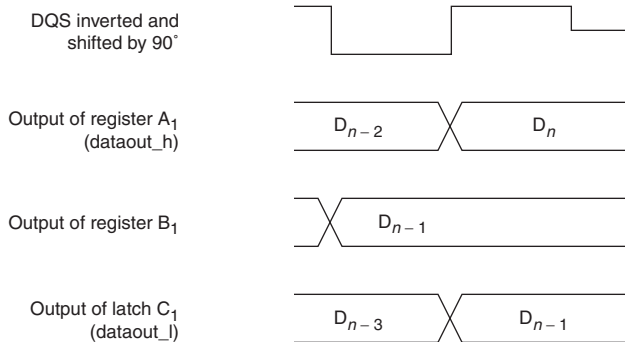 DQS inverted and
shifted by 90˚
Output of register A1
(dataout_h)
Dn – 2
Dn
Output of register B1
Dn – 1
Output of latch C1
(dataout_l)
Dn – 3
Dn – 1